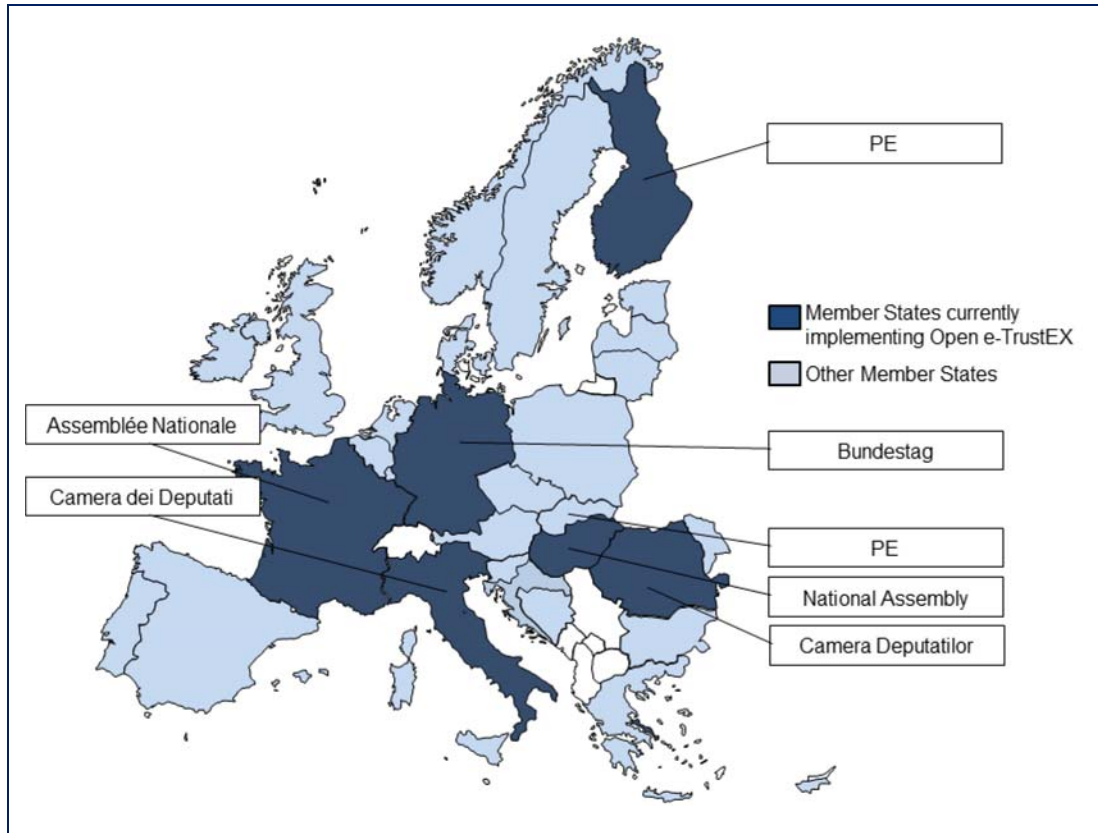 PE
Member States currently
implementing Open e-TrustEX
Other Member States
Assemblée Nationale
Bundestag
Camera dei Deputati
PE
National Assembly
Camera Deputatilor